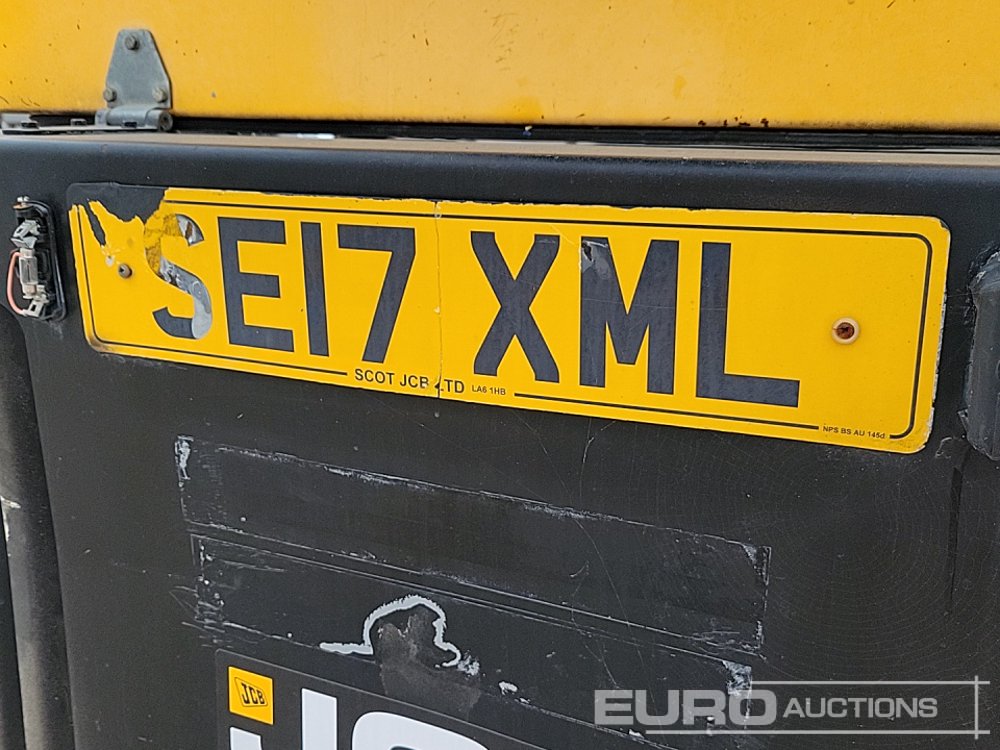 SE17 XML
SCOT JCB LTD LA6 1HB
NPS BS AU 145d
JCB
EURO AUCTIONS